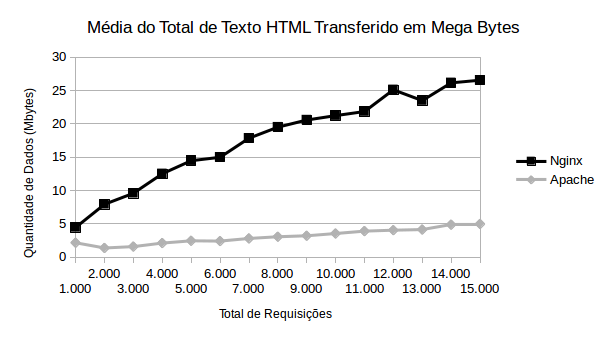 Média do Total de Texto HTML Transferido em Mega Bytes
Quantidade de Dados (Mbytes)
30
25
20
15
10
5
0
2.000 4.000 6.000 8.000 10.000 12.000 14.000
1.000 3.000 5.000 7.000 9.000 11.000 13.000 15.000
Total de Requisições
Nginx
Apache